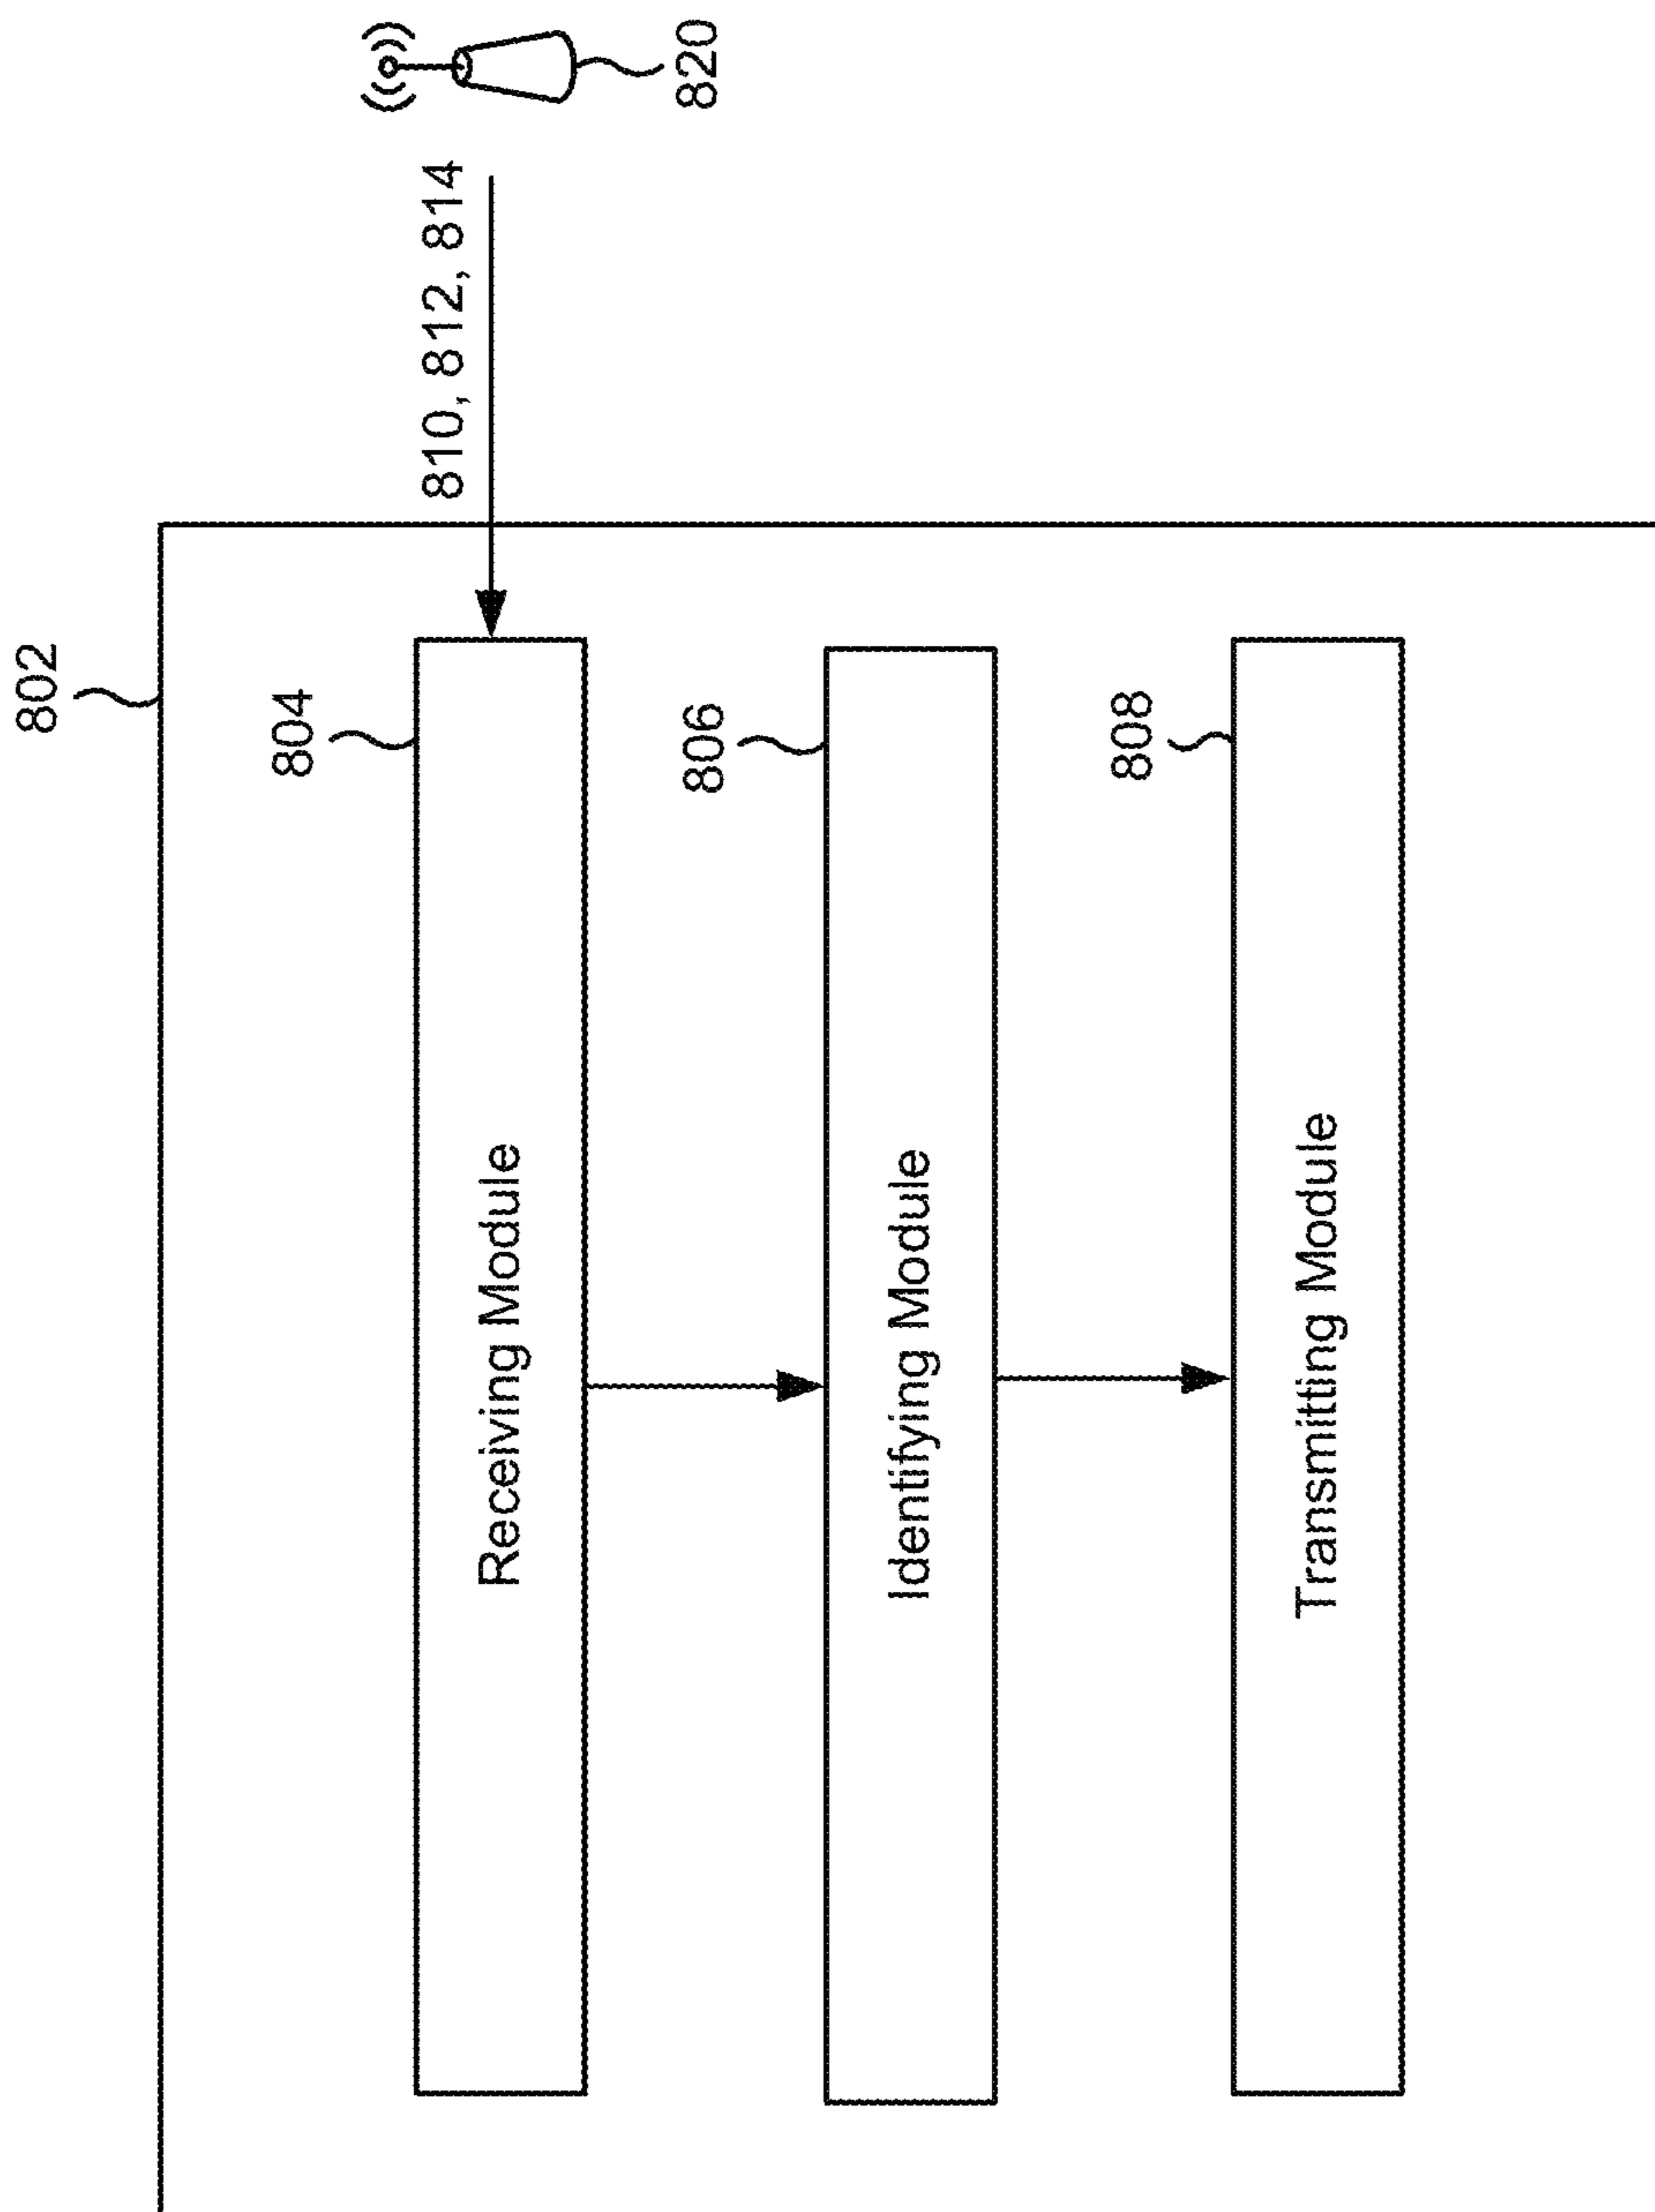 802
804
Receiving Module
810, 812, 814
820
806
Identifying Module
808
Transmitting Module